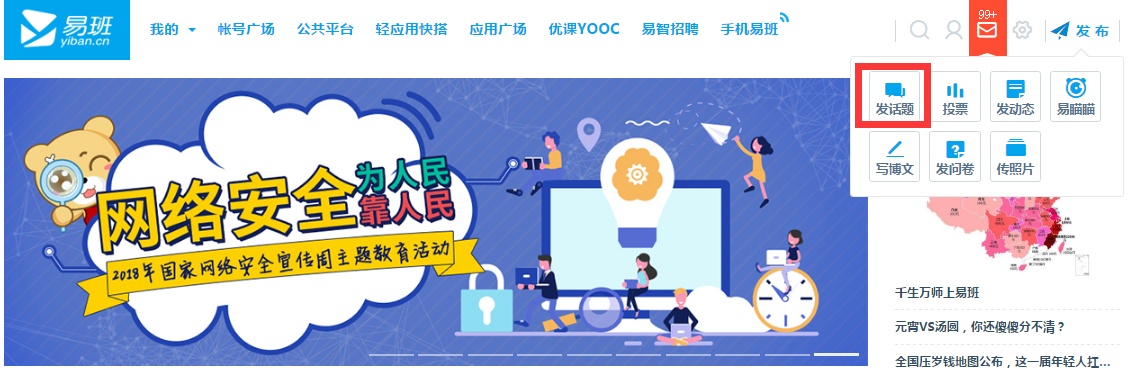 易班
yiban.cn
我的
帐号广场
公共平台
轻应用快搭
应用广场
优课YOOC
易智招聘
手机易班
99+
发布
发话题
投票
发动态
易瞄瞄
写博文
发问卷
传照片
网络安全
为人民
靠人民
2018年国家网络安全宣传周主题教育活动
千生万师上易班
元宵VS汤圆，你还傻傻分不清？
全国压岁钱地图公布，这一届年轻人扛…